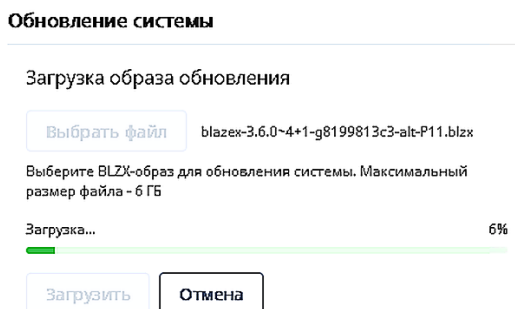 Обновление системы
Загрузка образа обновления
Выбрать файл blazex-3.6.0~4+1-g8199813c3-alt-P11.blzx
Выберите BLZX-образ для обновления системы. Максимальный
размер файла - 6 ГБ
Загрузка... 6%
Загрузить Отмена